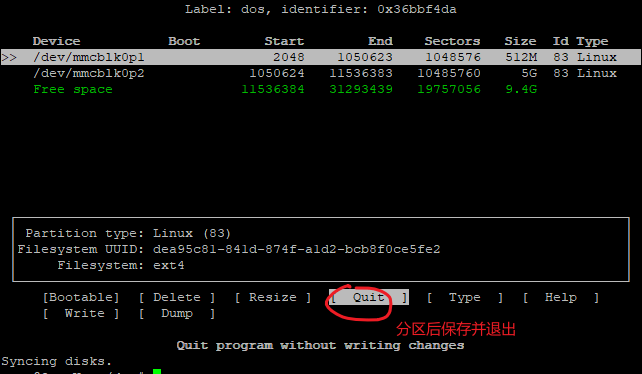 Label: dos, identifier: 0x36bbf4da
Device Boot Start End Sectors Size Id Type
>> /dev/mmcblk0p1 2048 1050623 1048576 512M 83 Linux
/dev/mmcblk0p2 1050624 11536383 10485760 5G 83 Linux
Free space 11536384 31293439 19757056 9.4G
Partition type: Linux (83)
Filesystem UUID: dea95c81-841d-874f-a1d2-bcb8f0ce5fe2
Filesystem: ext4
[Bootable] [ Delete ] [ Resize ] [ Quit ] [ Type ] [ Help ]
[ Write ] [ Dump ]
分区后保存并退出
Quit program without writing changes
Syncing disks.